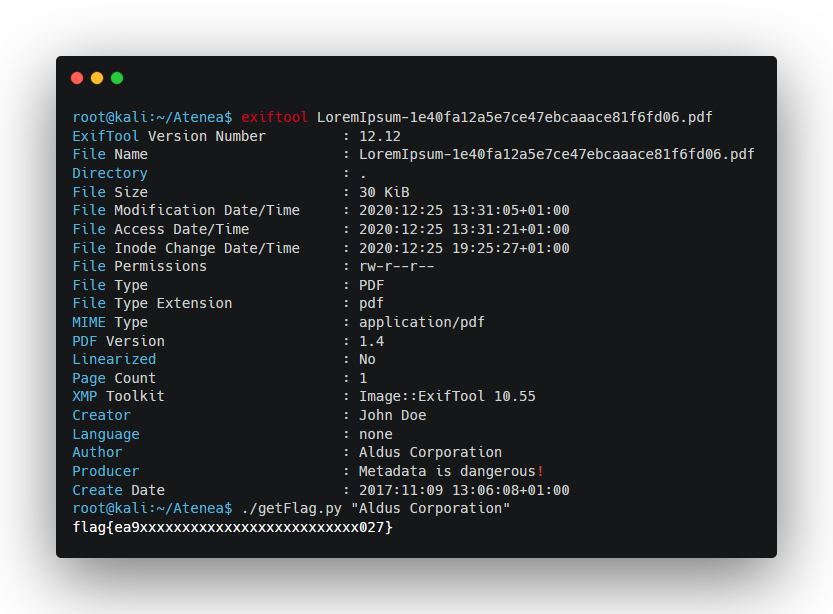 root@kali:~/Atenea$ exiftool LoremIpsum-1e40fa12a5e7ce47ebcaaace81f6fd06.pdf
ExifTool Version Number : 12.12
File Name : LoremIpsum-1e40fa12a5e7ce47ebcaaace81f6fd06.pdf
Directory : .
File Size : 30 KiB
File Modification Date/Time : 2020:12:25 13:31:05+01:00
File Access Date/Time : 2020:12:25 13:31:21+01:00
File Inode Change Date/Time : 2020:12:25 19:25:27+01:00
File Permissions : rw-r--r--
File Type : PDF
File Type Extension : pdf
MIME Type : application/pdf
PDF Version : 1.4
Linearized : No
Page Count : 1
XMP Toolkit : Image::ExifTool 10.55
Creator : John Doe
Language : none
Author : Aldus Corporation
Producer : Metadata is dangerous!
Create Date : 2017:11:09 13:06:08+01:00
root@kali:~/Atenea$ ./getFlag.py "Aldus Corporation"
flag{ea9xxxxxxxxxxxxxxxxxxxxxxxxxx027}